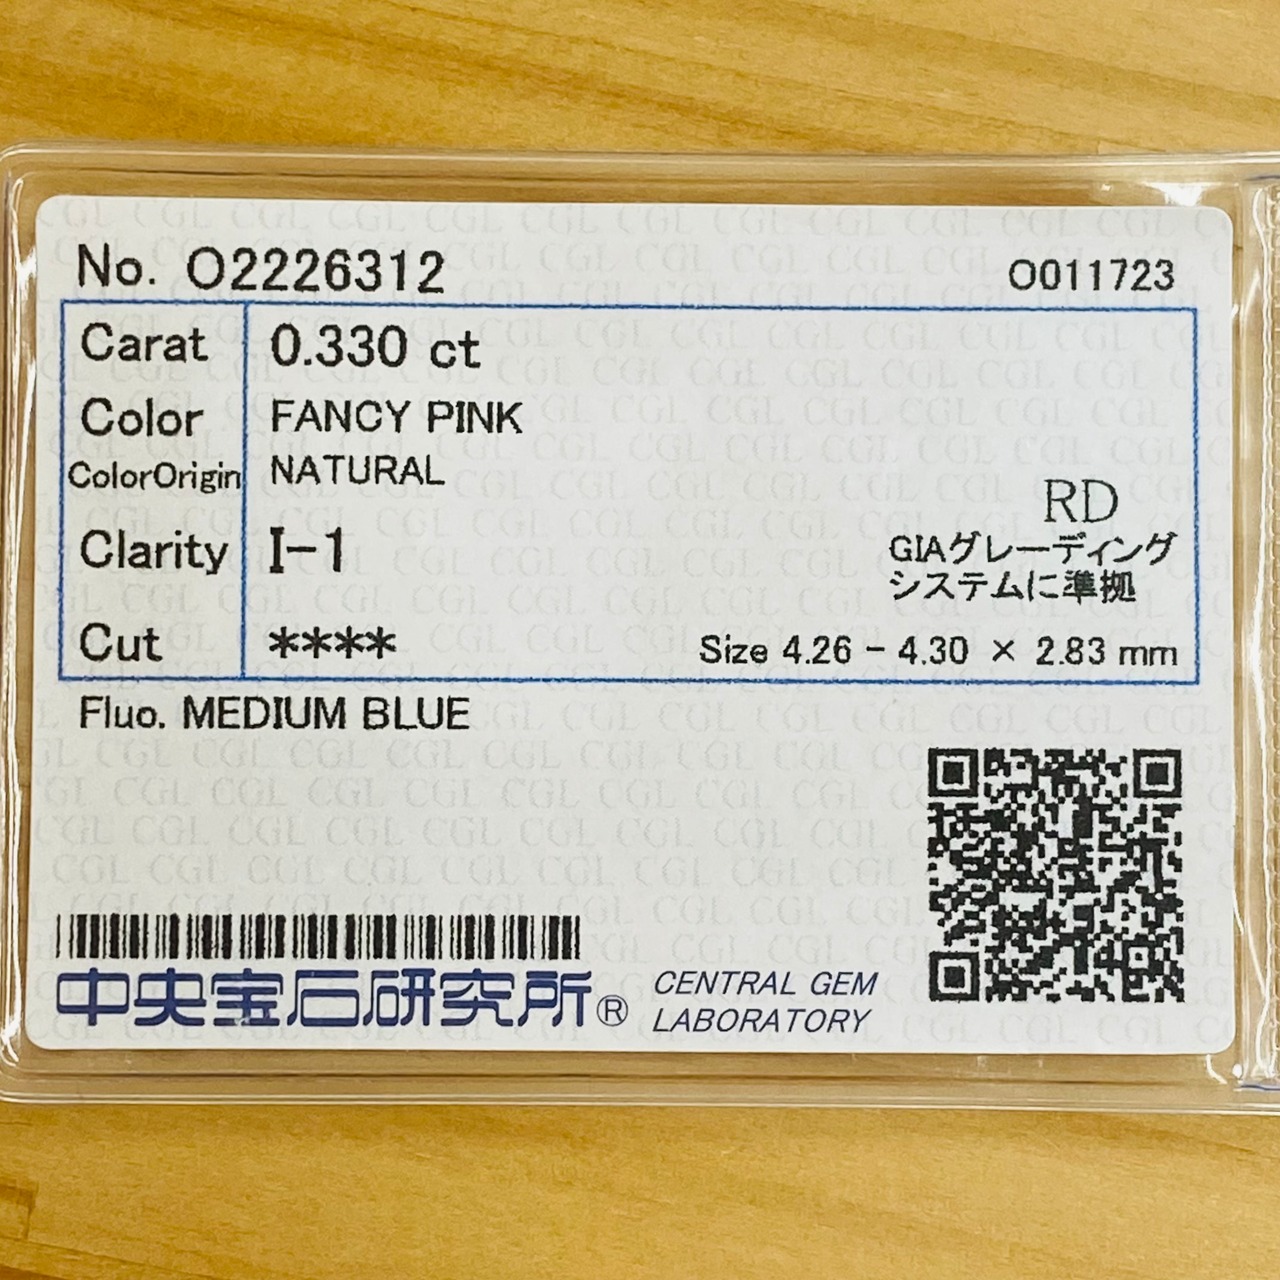 No. O2226312
O011723
Carat 0.330 ct
Color FANCY PINK
ColorOrigin NATURAL
RD
Clarity I-1
GIAグレーディング
システムに準拠
Cut ****
Size 4.26 - 4.30 × 2.83 mm
Fluo. MEDIUM BLUE
中央宝石研究所®
CENTRAL GEM
LABORATORY